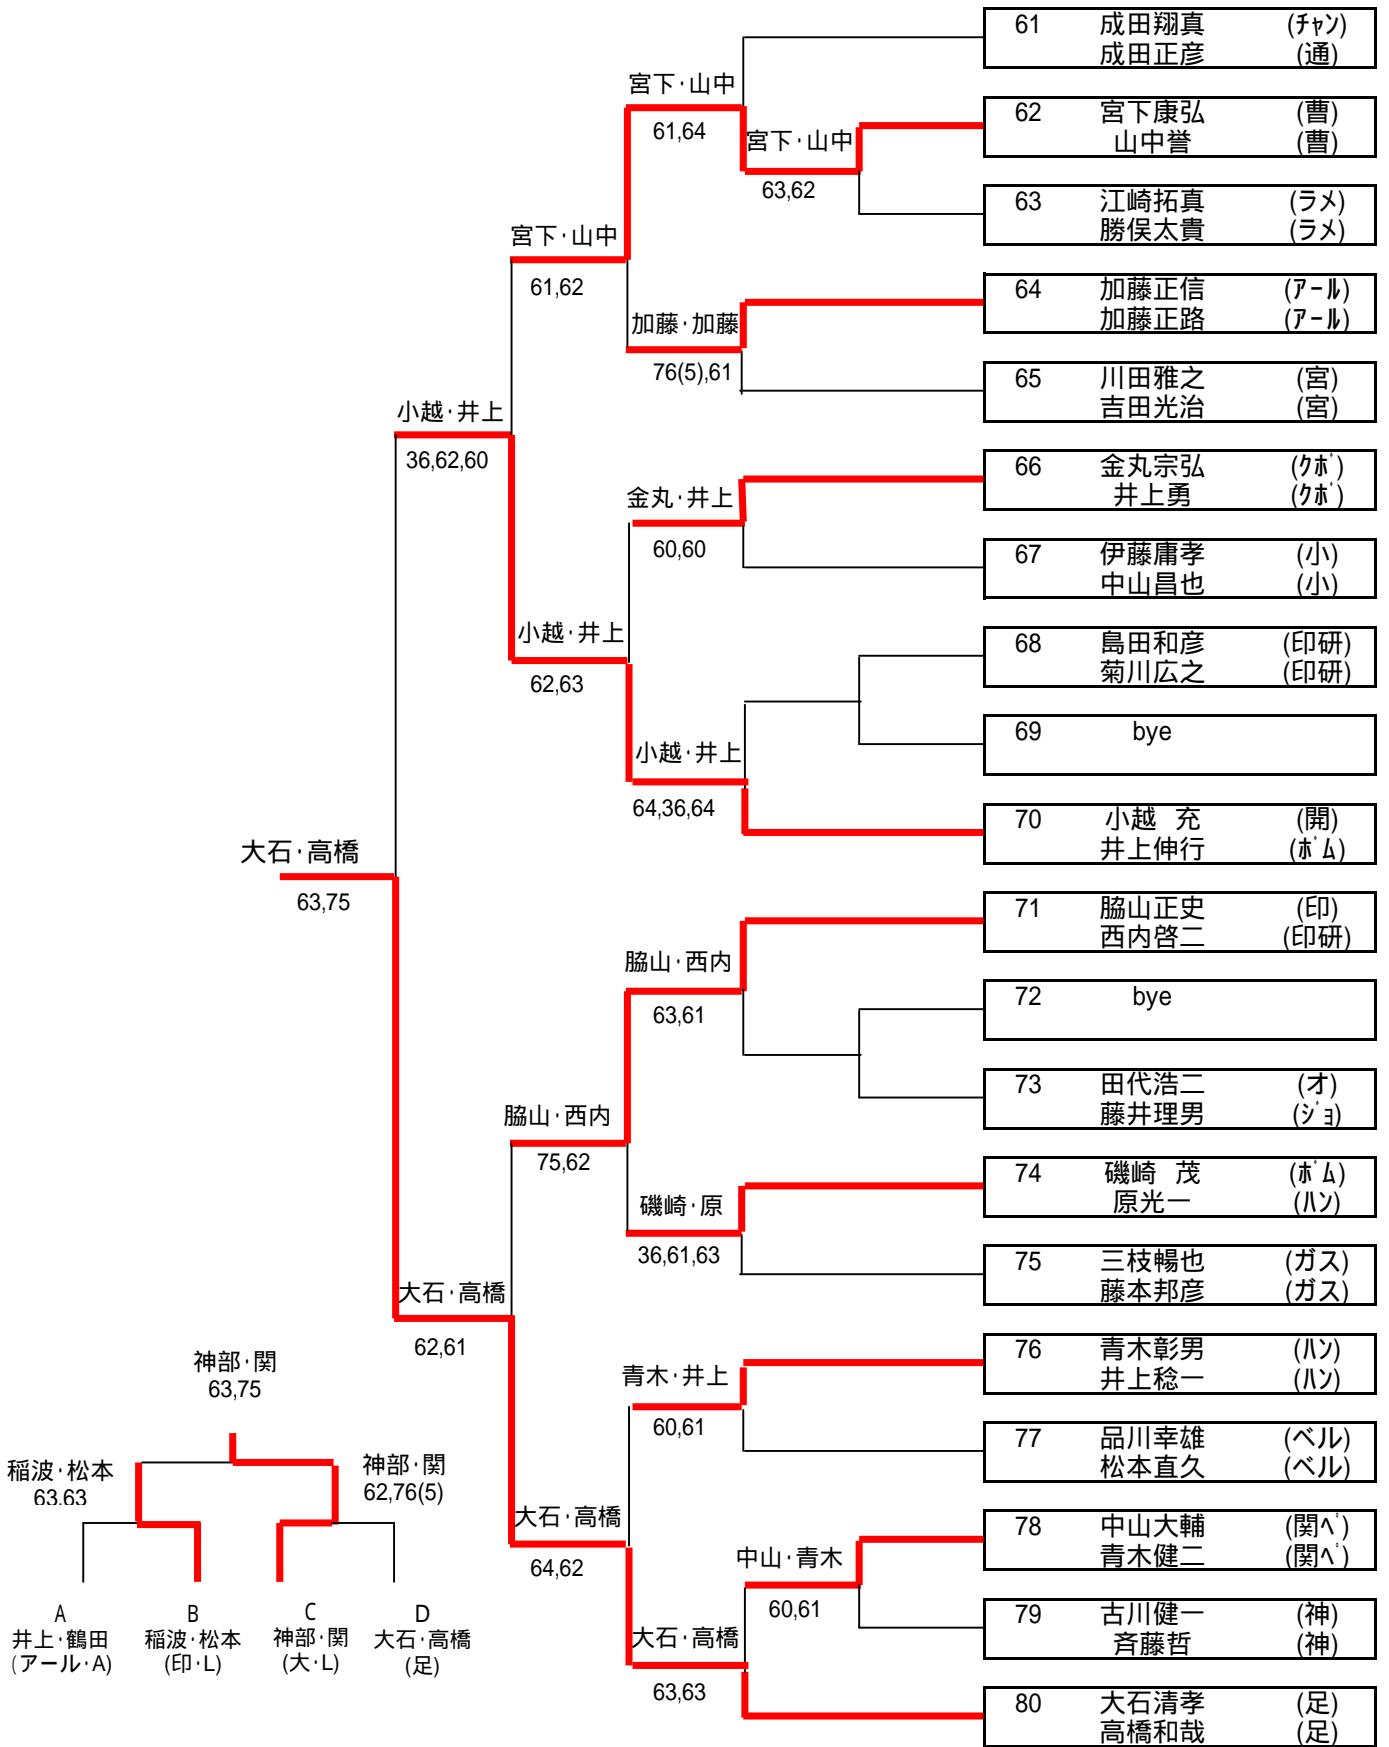 61 成田翔真 (チャン)
成田正彦 (通)
宮下・山中
61,64
62 宮下康弘 (曹)
山中誉 (曹)
宮下・山中
63,62
63 江崎拓真 (ラメ)
勝俣太貴 (ラメ)
宮下・山中
61,62
64 加藤正信 (アール)
加藤正路 (アール)
加藤・加藤
76(5),61
65 川田雅之 (宮)
吉田光治 (宮)
小越・井上
36,62,60
66 金丸宗弘 (クボ)
井上勇 (クボ)
金丸・井上
60,60
67 伊藤庸孝 (小)
中山昌也 (小)
小越・井上
62,63
68 島田和彦 (印研)
菊川広之 (印研)
69 bye
小越・井上
64,36,64
70 小越 充 (開)
井上伸行 (ボム)
大石・高橋
63,75
71 脇山正史 (印)
西内啓二 (印研)
脇山・西内
63,61
72 bye
73 田代浩二 (オ)
藤井理男 (ジョ)
脇山・西内
75,62
74 磯崎 茂 (ボム)
原光一 (ハン)
磯崎・原
36,61,63
75 三枝暢也 (ガス)
藤本邦彦 (ガス)
大石・高橋
62,61
76 青木彰男 (ハン)
井上稔一 (ハン)
青木・井上
60,61
77 品川幸雄 (ベル)
松本直久 (ベル)
大石・高橋
64,62
78 中山大輔 (関ペ)
青木健二 (関ペ)
中山・青木
60,61
79 古川健一 (神)
斉藤哲 (神)
大石・高橋
63,63
80 大石清孝 (足)
高橋和哉 (足)
神部・関
63,75
稲波・松本
63,63
神部・関
62,76(5)
A B C D
井上・鶴田 稲波・松本 神部・関 大石・高橋
(アール・A) (印・L) (大・L) (足)